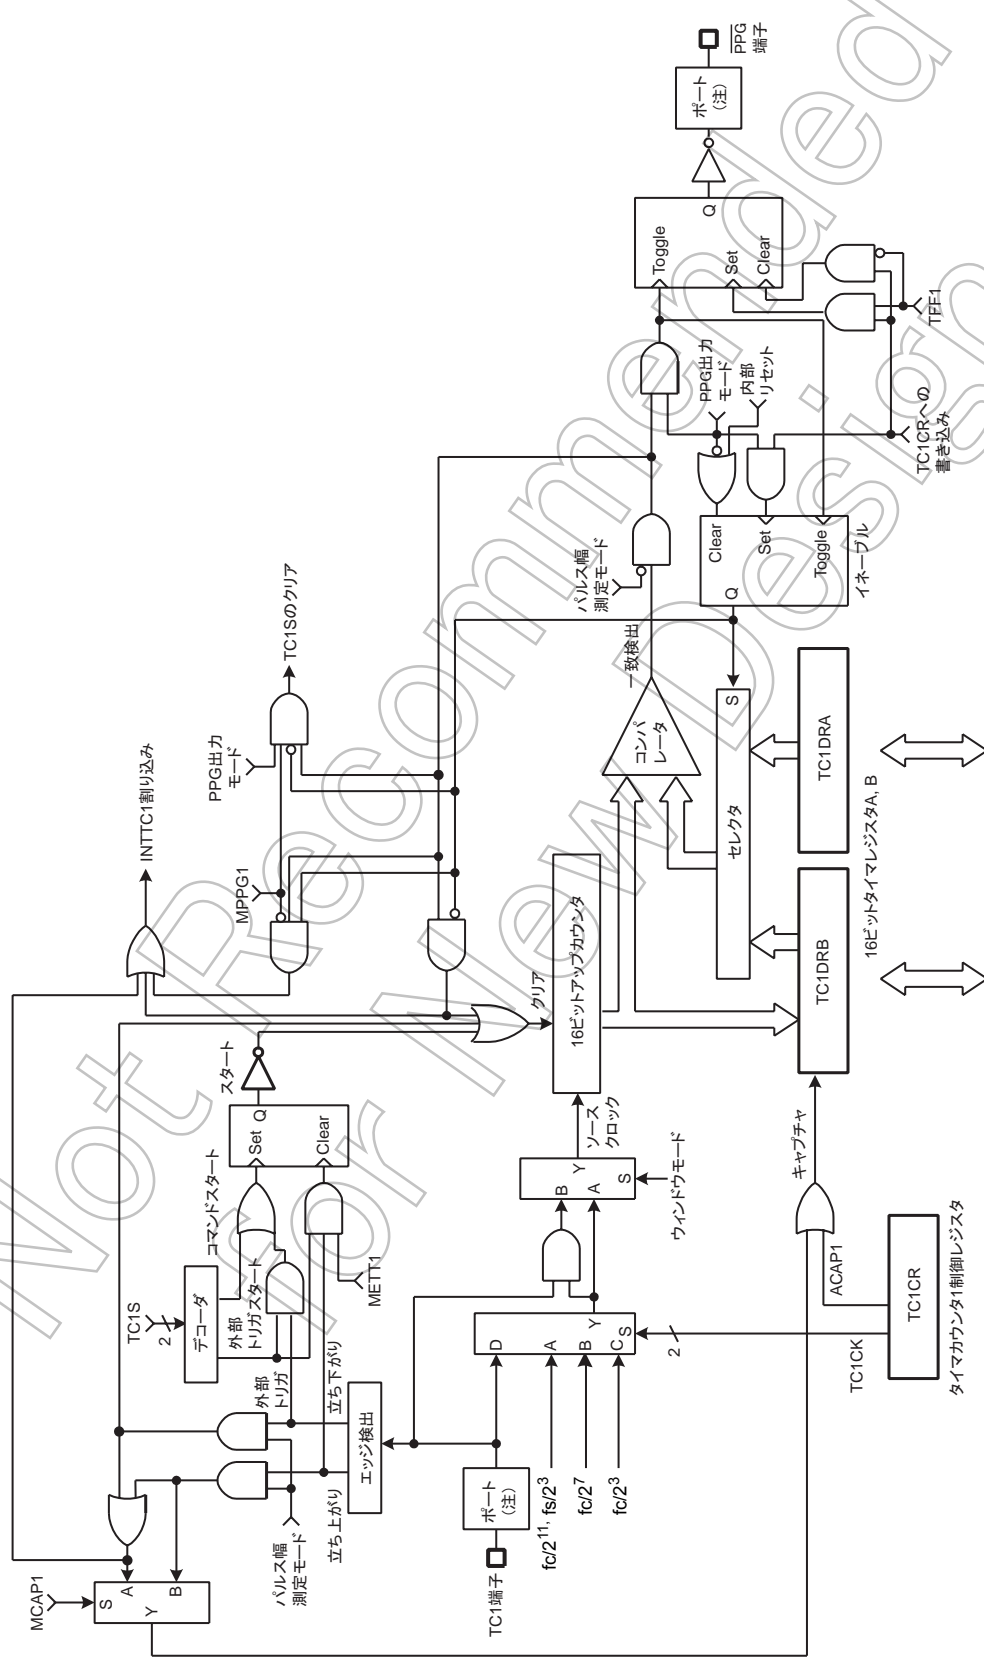 MCAP1
S
A
B
Y
パルス幅
測定モード
TC1S
2
デコーダ
外部
トリガスタート
外部
トリガ
立ち下がり
立ち上がり
エッジ検出
METT1
コマンドスタート
Set
Q
Clear
スタート
INTTC1割り込み
MPPG1
PPG出力
モード
TC1Sのクリア
クリア
TC1端子
ポート
(注)
fc/2¹¹, fs/2³
fc/2⁷
fc/2³
D
A
B
C
S
Y
2
TC1CK
B
A
Y
S
ウィンドウモード
ソース
クロック
16ビットアップカウンタ
コンパ
レータ
一致検出
パルス幅
測定モード
セレクタ
S
キャプチャ
ACAP1
TC1CR
タイマカウンタ1制御レジスタ
TC1DRB
TC1DRA
16ビットタイマレジスタA, B
Q
Clear
Set
Toggle
イネーブル
PPG出力
モード
内部
リセット
TC1CRへの
書き込み
TFF1
Toggle
Set
Clear
Q
ポート
(注)
PPG
端子
Not Recommended
for New Design